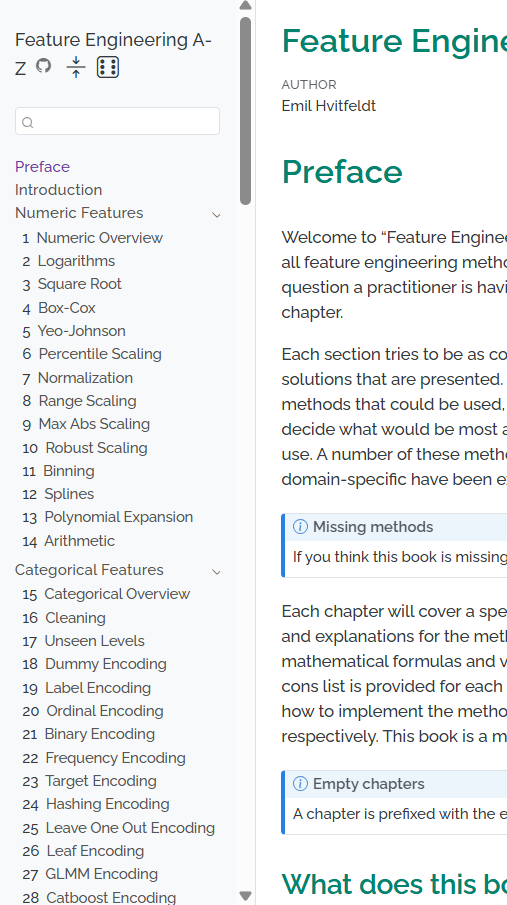 Feature Engineering A-
Z
Preface
Introduction
Numeric Features
1 Numeric Overview
2 Logarithms
3 Square Root
4 Box-Cox
5 Yeo-Johnson
6 Percentile Scaling
7 Normalization
8 Range Scaling
9 Max Abs Scaling
10 Robust Scaling
11 Binning
12 Splines
13 Polynomial Expansion
14 Arithmetic
Categorical Features
15 Categorical Overview
16 Cleaning
17 Unseen Levels
18 Dummy Encoding
19 Label Encoding
20 Ordinal Encoding
21 Binary Encoding
22 Frequency Encoding
23 Target Encoding
24 Hashing Encoding
25 Leave One Out Encoding
26 Leaf Encoding
27 GLMM Encoding
28 Catboost Encoding
Feature Engine
AUTHOR
Emil Hvitfeldt
Preface
Welcome to “Feature Enginee
all feature engineering metho
question a practitioner is havi
chapter.
Each section tries to be as co
solutions that are presented.
methods that could be used,
decide what would be most a
use. A number of these metho
domain-specific have been e
Missing methods
If you think this book is missing
Each chapter will cover a spe
and explanations for the meth
mathematical formulas and v
cons list is provided for each
how to implement the metho
respectively. This book is a m
Empty chapters
A chapter is prefixed with the e
What does this bo